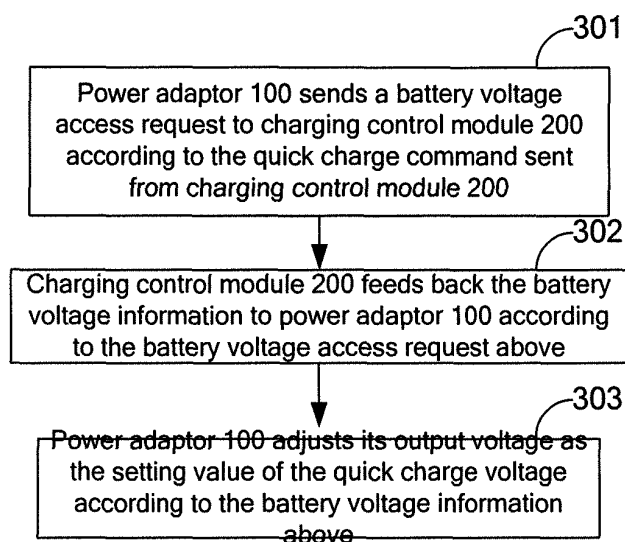 301
Power adaptor 100 sends a battery voltage
access request to charging control module 200
according to the quick charge command sent
from charging control module 200
302
Charging control module 200 feeds back the battery
voltage information to power adaptor 100 according
to the battery voltage access request above
303
Power adaptor 100 adjusts its output voltage as
the setting value of the quick charge voltage
according to the battery voltage information
above